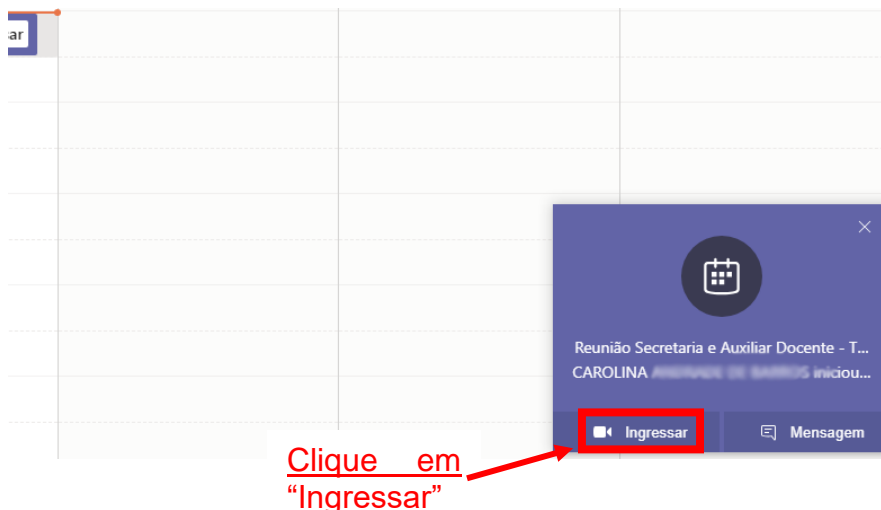 ar
Reunião Secretaria e Auxiliar Docente - T...
CAROLINA iniciou...
Ingressar Mensagem
Clique em
“Ingressar”